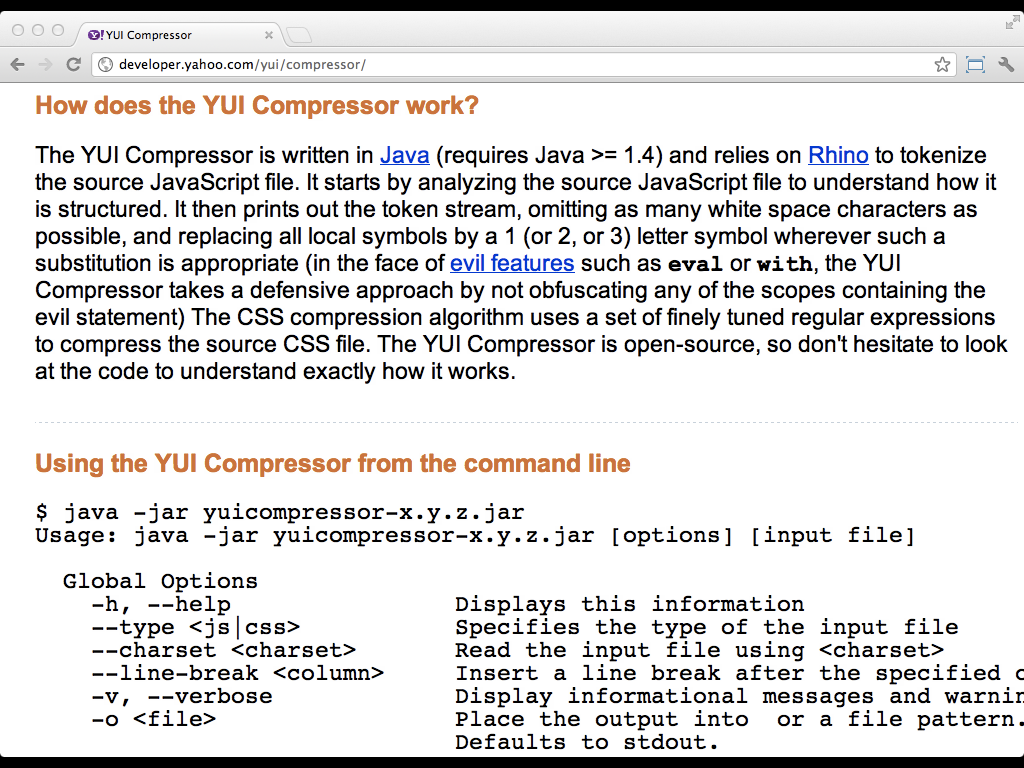 YUI Compressor
developer.yahoo.com/yui/compressor/
How does the YUI Compressor work?
The YUI Compressor is written in Java (requires Java >= 1.4) and relies on Rhino to tokenize
the source JavaScript file. It starts by analyzing the source JavaScript file to understand how it
is structured. It then prints out the token stream, omitting as many white space characters as
possible, and replacing all local symbols by a 1 (or 2, or 3) letter symbol wherever such a
substitution is appropriate (in the face of evil features such as eval or with, the YUI
Compressor takes a defensive approach by not obfuscating any of the scopes containing the
evil statement) The CSS compression algorithm uses a set of finely tuned regular expressions
to compress the source CSS file. The YUI Compressor is open-source, so don't hesitate to look
at the code to understand exactly how it works.
Using the YUI Compressor from the command line
$ java -jar yuicompressor-x.y.z.jar
Usage: java -jar yuicompressor-x.y.z.jar [options] [input file]
Global Options
-h, --help Displays this information
--type <js|css> Specifies the type of the input file
--charset <charset> Read the input file using <charset>
--line-break <column> Insert a line break after the specified
-v, --verbose Display informational messages and
-o <file> Place the output into or a file pattern.
Defaults to stdout.